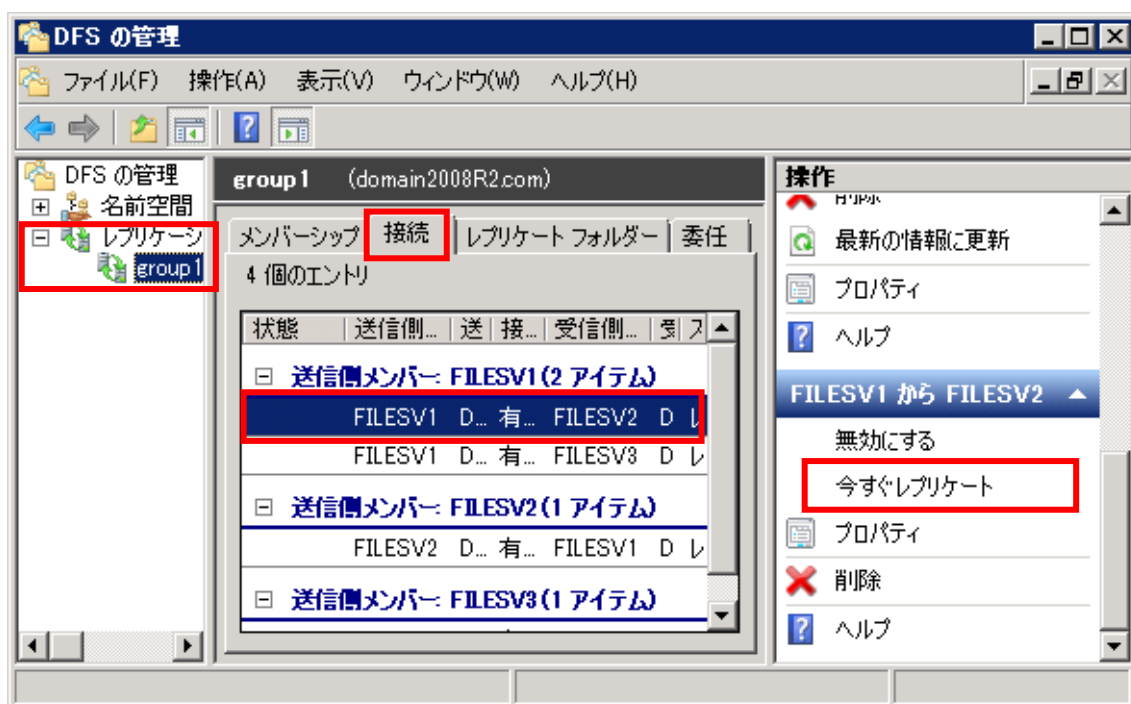 DFS の管理
ファイル(F) 操作(A) 表示(V) ウィンドウ(W) ヘルプ(H)
DFS の管理
名前空間
レプリケーシ
group1
group1 (domain2008R2.com)
メンバーシップ 接続 レプリケート フォルダー 委任
4 個のエントリ
状態 送信側... 送 接... 受信側... 受 ス
送信側メンバー: FILESV1 (2 アイテム)
FILESV1 D... 有... FILESV2 D レ
FILESV1 D... 有... FILESV3 D レ
送信側メンバー: FILESV2 (1 アイテム)
FILESV2 D... 有... FILESV1 D レ
送信側メンバー: FILESV3 (1 アイテム)
操作
削除
最新の情報に更新
プロパティ
ヘルプ
FILESV1 から FILESV2
無効にする
今すぐレプリケート
プロパティ
削除
ヘルプ